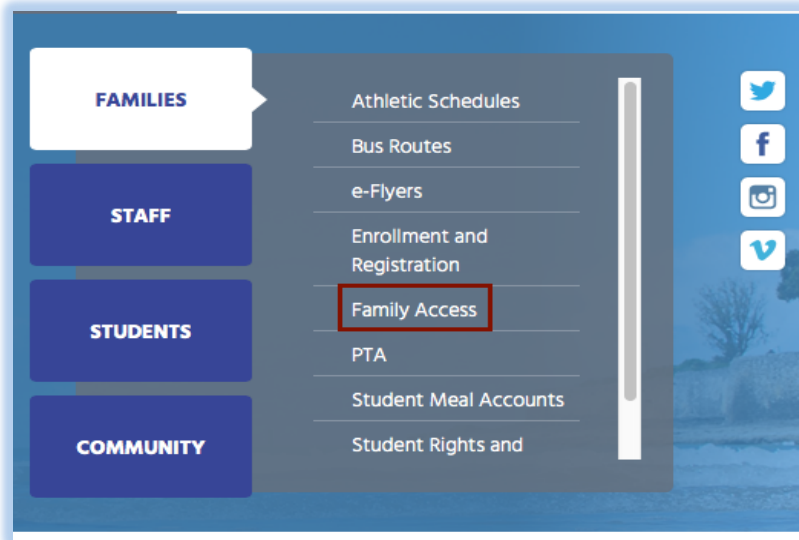 FAMILIES
STAFF
STUDENTS
COMMUNITY
Athletic Schedules
Bus Routes
e-Flyers
Enrollment and
Registration
Family Access
PTA
Student Meal Accounts
Student Rights and